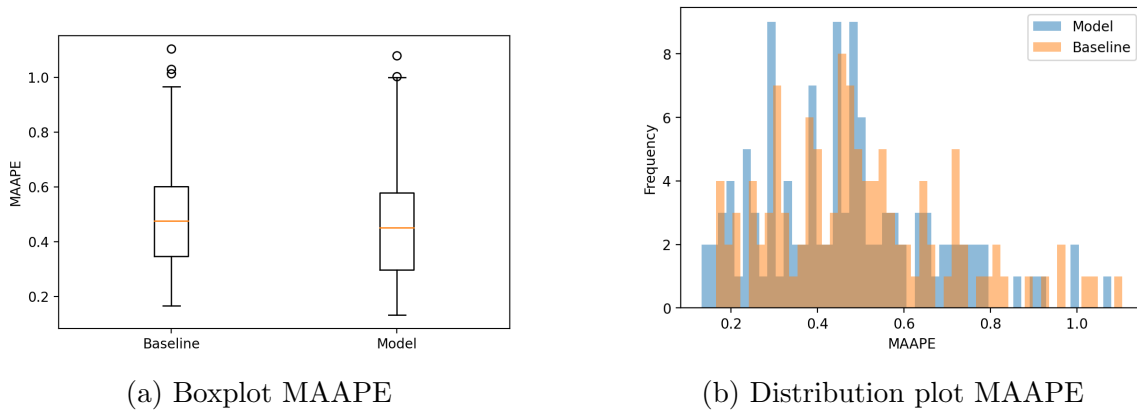 MAAPE
1.0
0.8
0.6
0.4
0.2
Baseline
Model
(a) Boxplot MAAPE
Frequency
8
6
4
2
0
0.2
0.4
0.6
0.8
1.0
MAAPE
Model
Baseline
(b) Distribution plot MAAPE